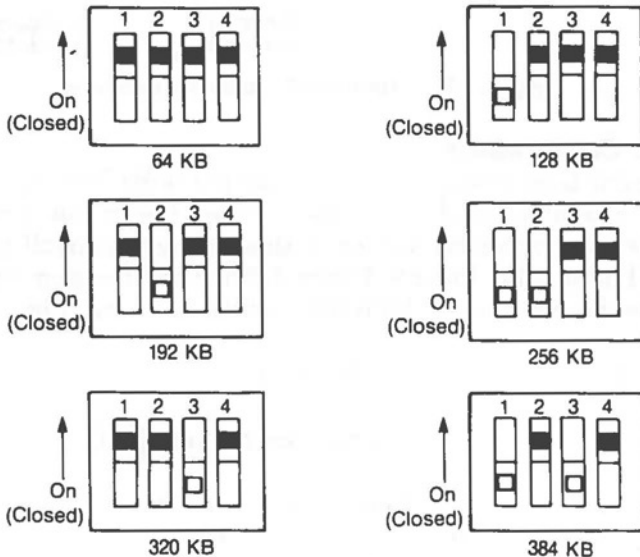 1 2 3 4
On
(Closed)
64 KB
1 2 3 4
On
(Closed)
128 KB
1 2 3 4
On
(Closed)
192 KB
1 2 3 4
On
(Closed)
256 KB
1 2 3 4
On
(Closed)
320 KB
1 2 3 4
On
(Closed)
384 KB